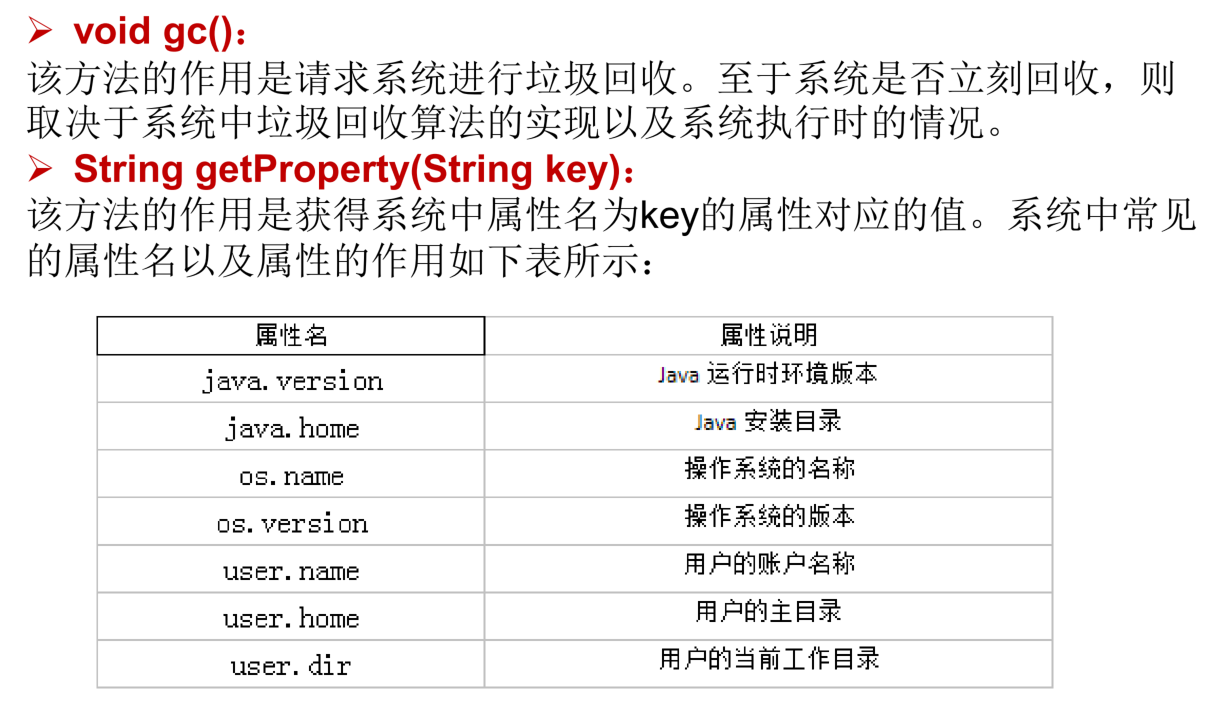 ➢ void gc()：
该方法的作用是请求系统进行垃圾回收。至于系统是否立刻回收，则
取决于系统中垃圾回收算法的实现以及系统执行时的情况。
➢ String getProperty(String key)：
该方法的作用是获得系统中属性名为key的属性对应的值。系统中常见
的属性名以及属性的作用如下表所示：
属性名 属性说明
java.version Java 运行时环境版本
java.home Java 安装目录
os.name 操作系统的名称
os.version 操作系统的版本
user.name 用户的账户名称
user.home 用户的主目录
user.dir 用户的当前工作目录